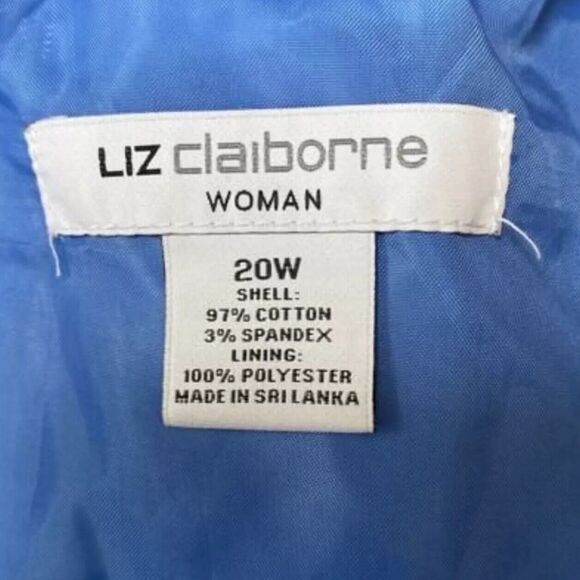 LIZ claiborne
WOMAN
20W
SHELL:
97% COTTON
3% SPANDEX
LINING:
100% POLYESTER
MADE IN SRI LANKA